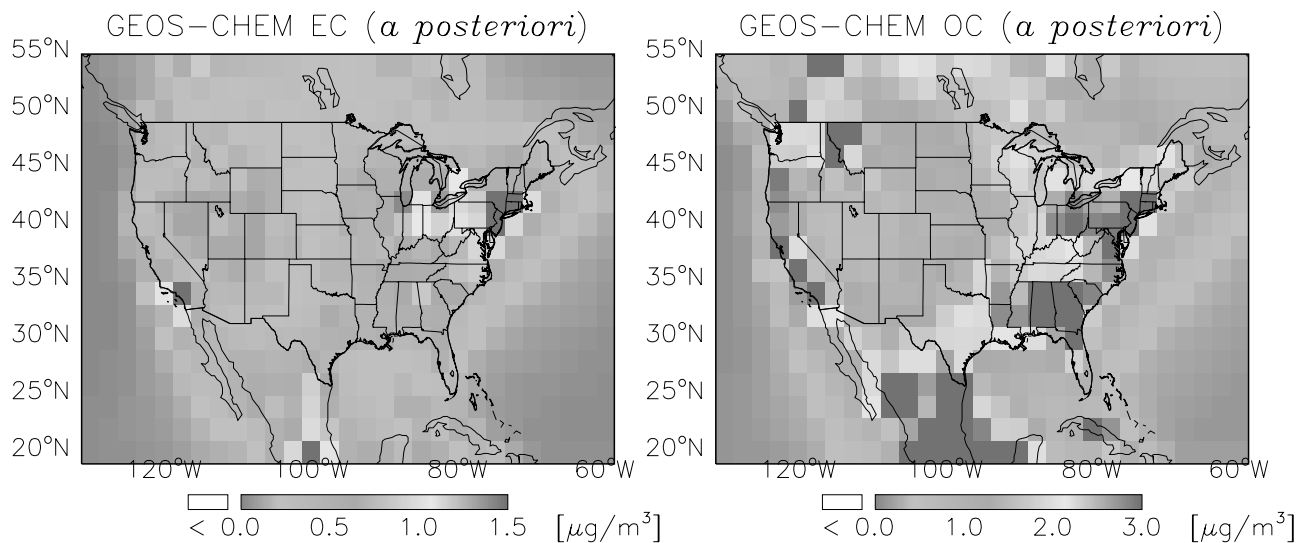 GEOS-CHEM EC (a posteriori)
55°N
50°N
45°N
40°N
35°N
30°N
25°N
20°N
120°W 100°W 80°W 60°W
< 0.0 0.5 1.0 1.5 [μg/m³]
GEOS-CHEM OC (a posteriori)
55°N
50°N
45°N
40°N
35°N
30°N
25°N
20°N
120°W 100°W 80°W 60°W
< 0.0 1.0 2.0 3.0 [μg/m³]